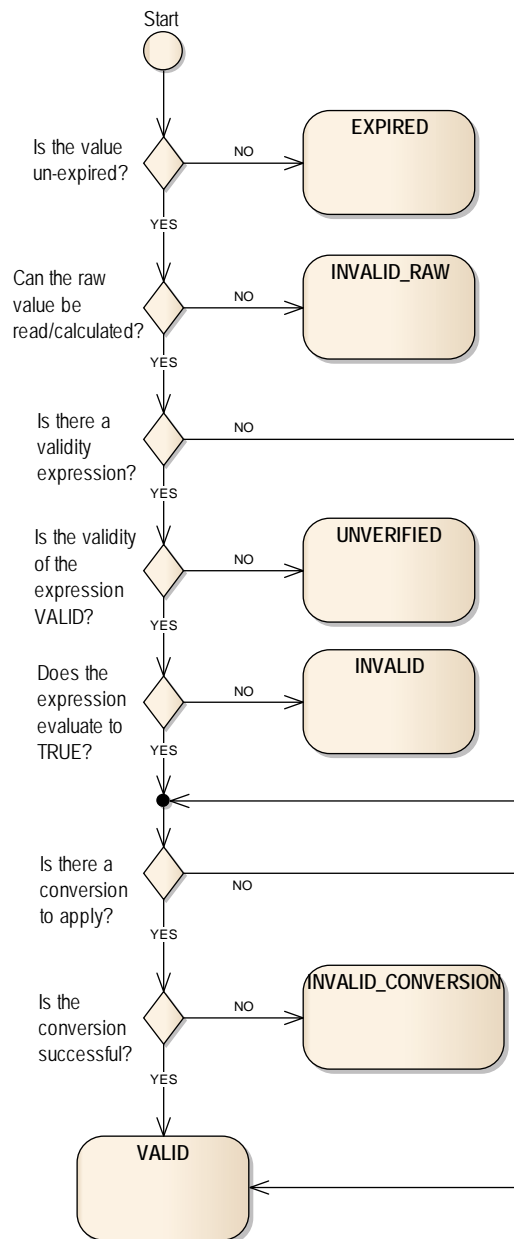 Start
Is the value
un-expired?
NO
EXPIRED
YES
Can the raw
value be
read/calculated?
NO
INVALID_RAW
YES
Is there a
validity
expression?
NO
YES
Is the validity
of the
expression
VALID?
NO
UNVERIFIED
YES
Does the
expression
evaluate to
TRUE?
NO
INVALID
YES
Is there a
conversion
to apply?
NO
YES
Is the
conversion
successful?
NO
INVALID_CONVERSION
YES
VALID